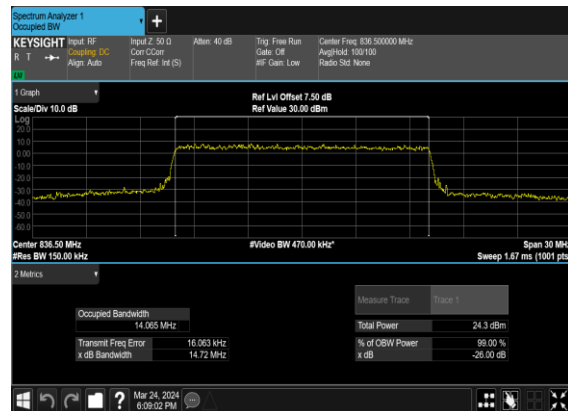 Spectrum Analyzer 1
Occupied BW
+
KEYSIGHT Input: RF Input Z: 50 Ω Atten: 40 dB Trig: Free Run Center Freq: 836.500000 MHz
R T Coupling: DC Corr CCorr Gate: Off Avg|Hold: 100/100
Align: Auto Freq Ref: Int (S) #IF Gain: Low Radio Std: None
LW
1 Graph
Ref Lvl Offset 7.50 dB
Scale/Div 10.0 dB Ref Value 30.00 dBm
Log
20.0
10.0
0.00
-10.0
-20.0
-30.0
-40.0
-50.0
-60.0
Center 836.50 MHz #Video BW 470.00 kHz* Span 30 MHz
#Res BW 150.00 kHz Sweep 1.67 ms (1001 pts)
2 Metrics
Measure Trace Trace 1
Occupied Bandwidth
14.065 MHz Total Power 24.3 dBm
Transmit Freq Error 16.063 kHz % of OBW Power 99.00 %
x dB Bandwidth 14.72 MHz x dB -26.00 dB
?
Mar 24, 2024
6:09:02 PM